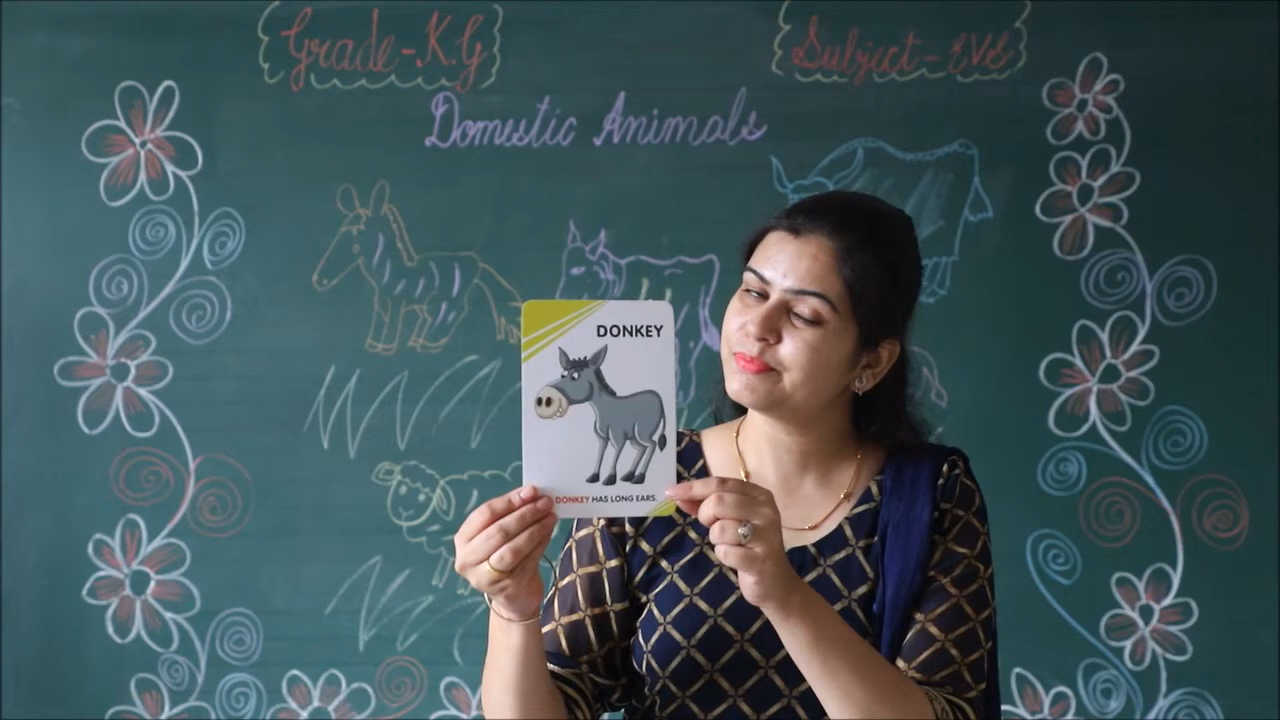 Grade-K.G
Subject-EVS
Domestic Animals
DONKEY
DONKEY HAS LONG EARS.